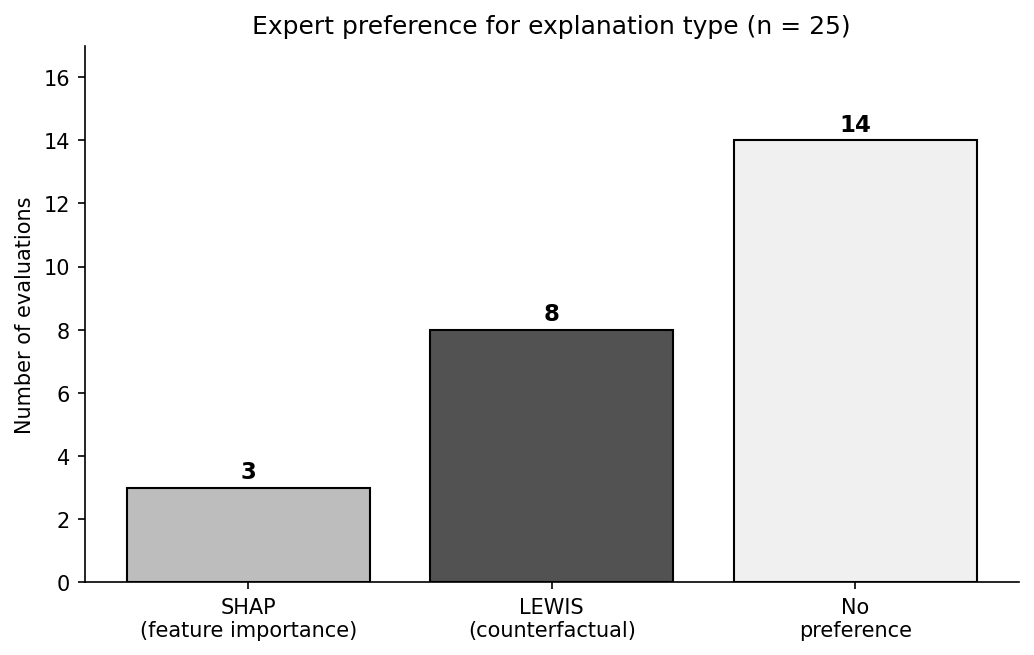 Expert preference for explanation type (n = 25)
Number of evaluations
16
14
12
10
8
6
4
2
0
3
8
14
SHAP
(feature importance)
LEWIS
(counterfactual)
No
preference